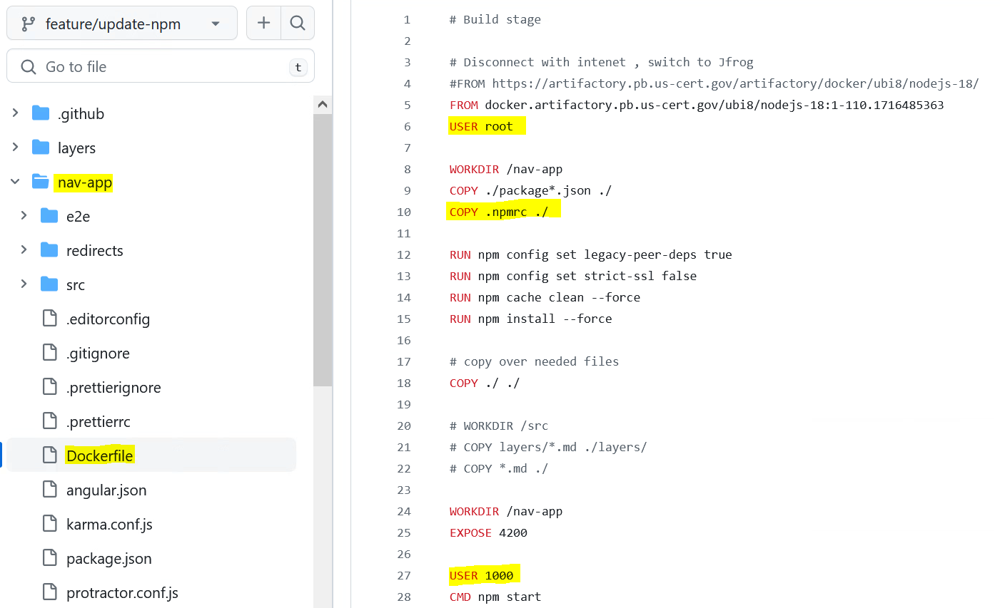 feature/update-npm
Go to file
t
.github
layers
nav-app
e2e
redirects
src
.editorconfig
.gitignore
.prettierignore
.prettierrc
Dockerfile
angular.json
karma.conf.js
package.json
protractor.conf.js
1 # Build stage
2
3 # Disconnect with intenet , switch to Jfrog
4 #FROM https://artifactory.pb.us-cert.gov/artifactory/docker/ubi8/nodejs-18/
5 FROM docker.artifactory.pb.us-cert.gov/ubi8/nodejs-18:1-110.1716485363
6 USER root
7
8 WORKDIR /nav-app
9 COPY ./package*.json ./
10 COPY .npmrc ./
11
12 RUN npm config set legacy-peer-deps true
13 RUN npm config set strict-ssl false
14 RUN npm cache clean --force
15 RUN npm install --force
16
17 # copy over needed files
18 COPY ./ ./
19
20 # WORKDIR /src
21 # COPY layers/*.md ./layers/
22 # COPY *.md ./
23
24 WORKDIR /nav-app
25 EXPOSE 4200
26
27 USER 1000
28 CMD npm start